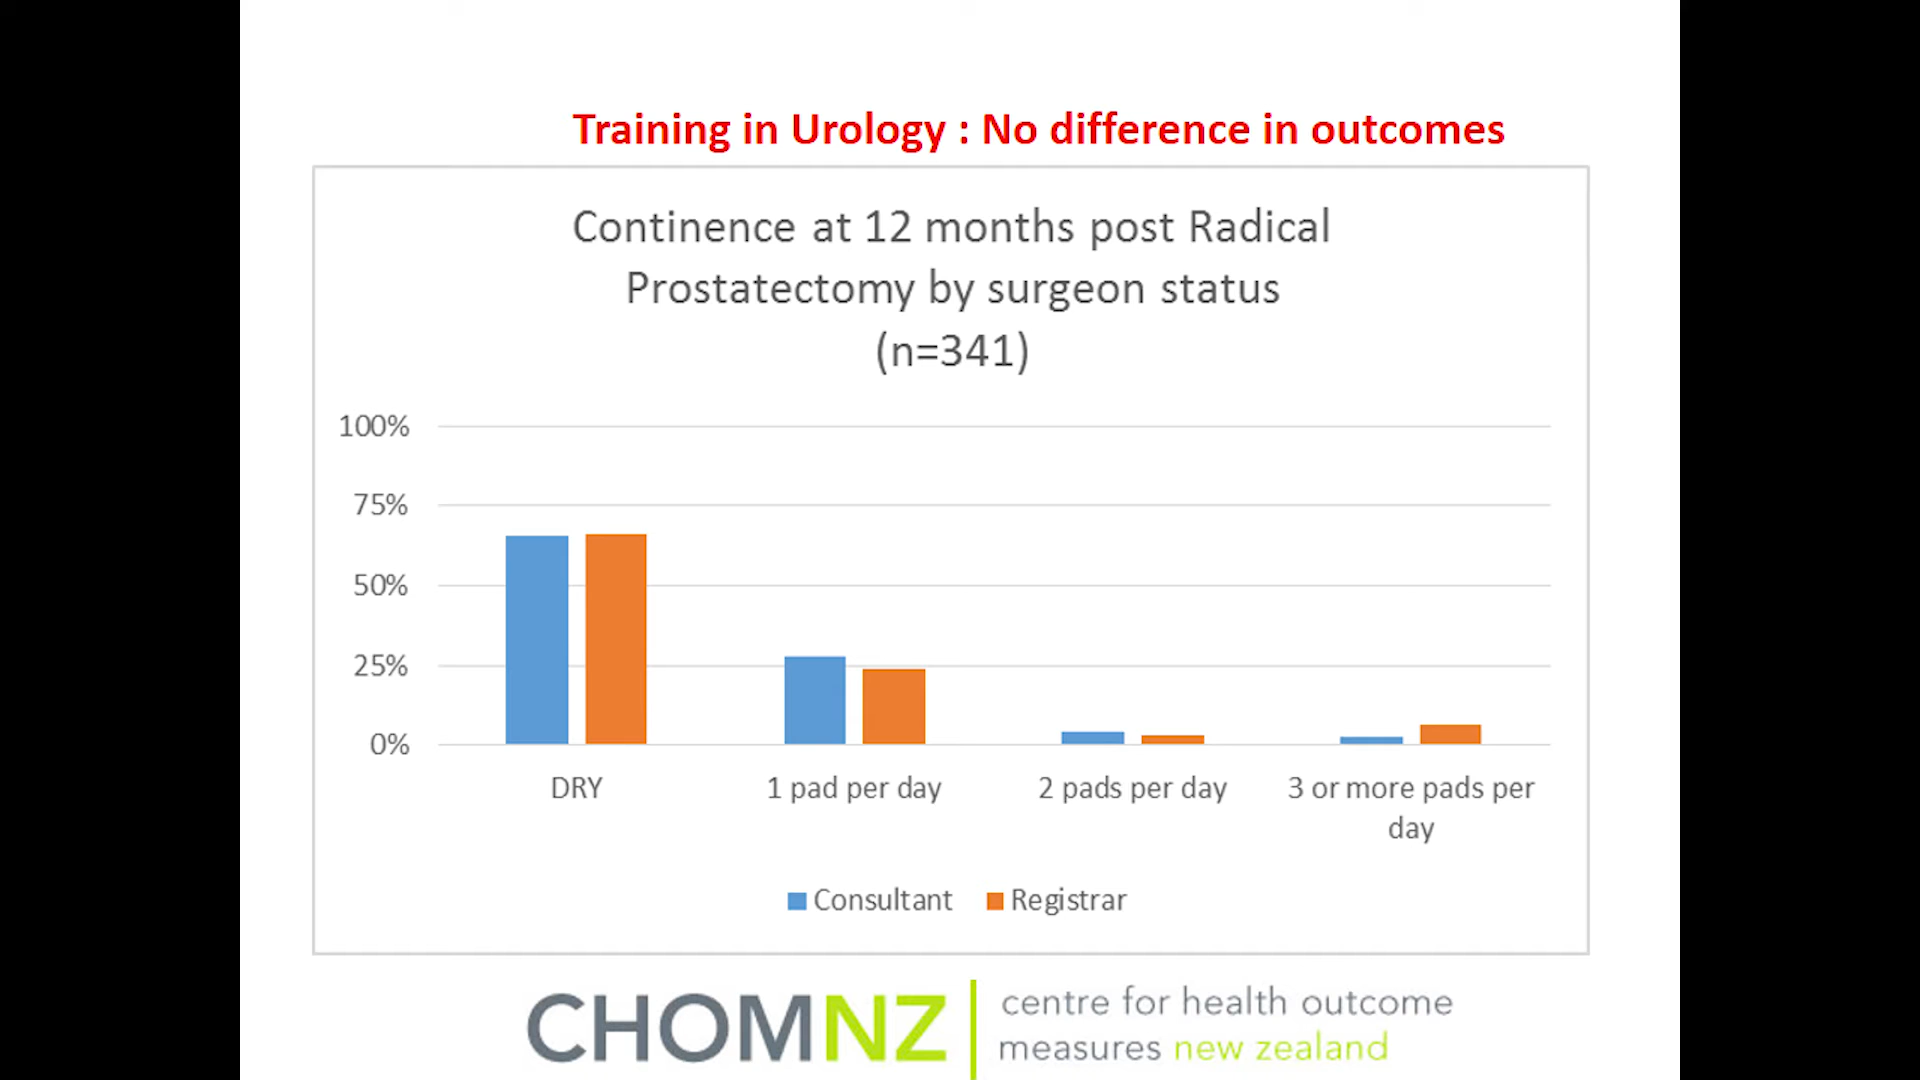 Training in Urology : No difference in outcomes
Continence at 12 months post Radical
Prostatectomy by surgeon status
(n=341)
100%
75%
50%
25%
0%
DRY
1 pad per day
2 pads per day
3 or more pads per
day
Consultant
Registrar
CHOMNZ
centre for health outcome
measures new zealand